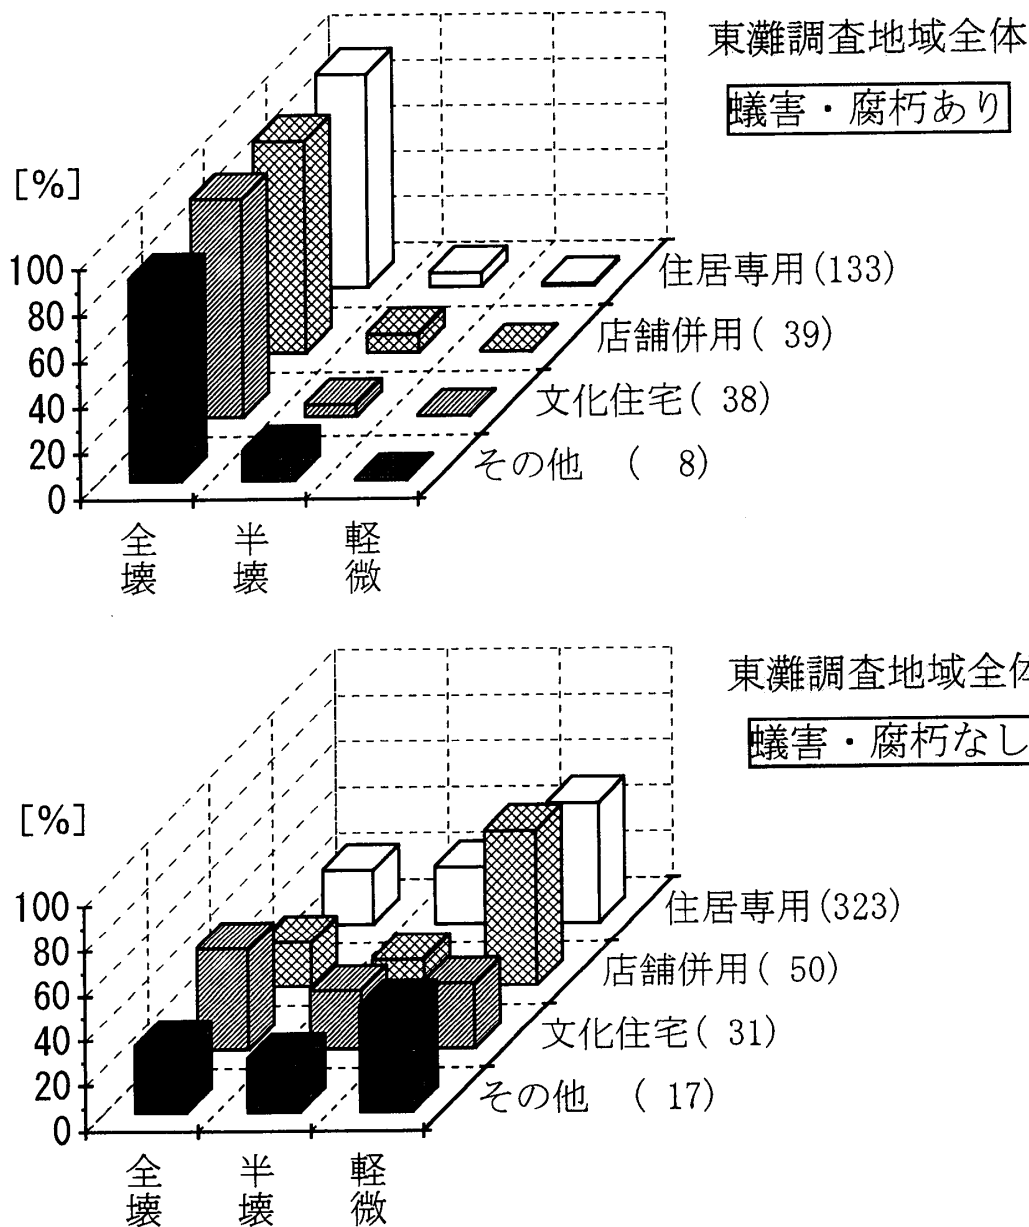 東灘調査地域全体
蟻害・腐朽あり
[%]
100
80
60
40
20
0
住居専用(133)
店舗併用( 39)
文化住宅( 38)
その他 ( 8)
全壊
半壊
軽微
東灘調査地域全体
蟻害・腐朽なし
[%]
100
80
60
40
20
0
住居専用(323)
店舗併用( 50)
文化住宅( 31)
その他 ( 17)
全壊
半壊
軽微